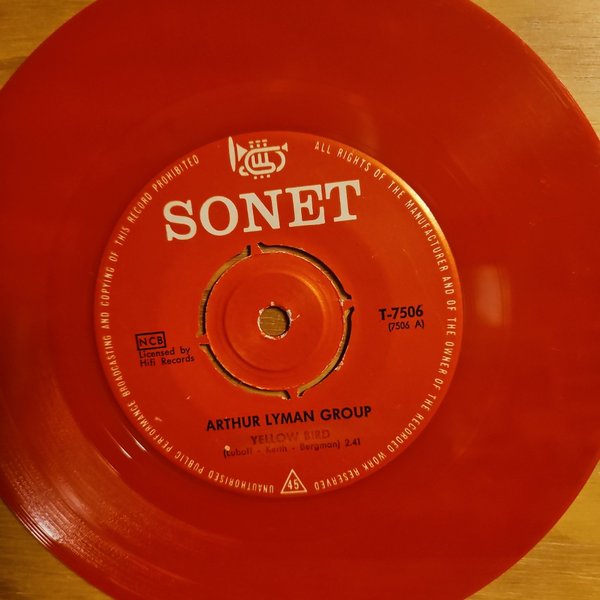 SONET
T-7506
(7506 A)
NCB
Licensed by
Hifi Records
ARTHUR LYMAN GROUP
YELLOW BIRD
(Luboff - Keith - Bergman) 2.41
45
ALL RIGHTS OF THE MANUFACTURER AND OF THE OWNER OF THE RECORDED WORK RESERVED
UNAUTHORISED PUBLIC PERFORMANCE BROADCASTING AND COPYING OF THIS RECORD PROHIBITED